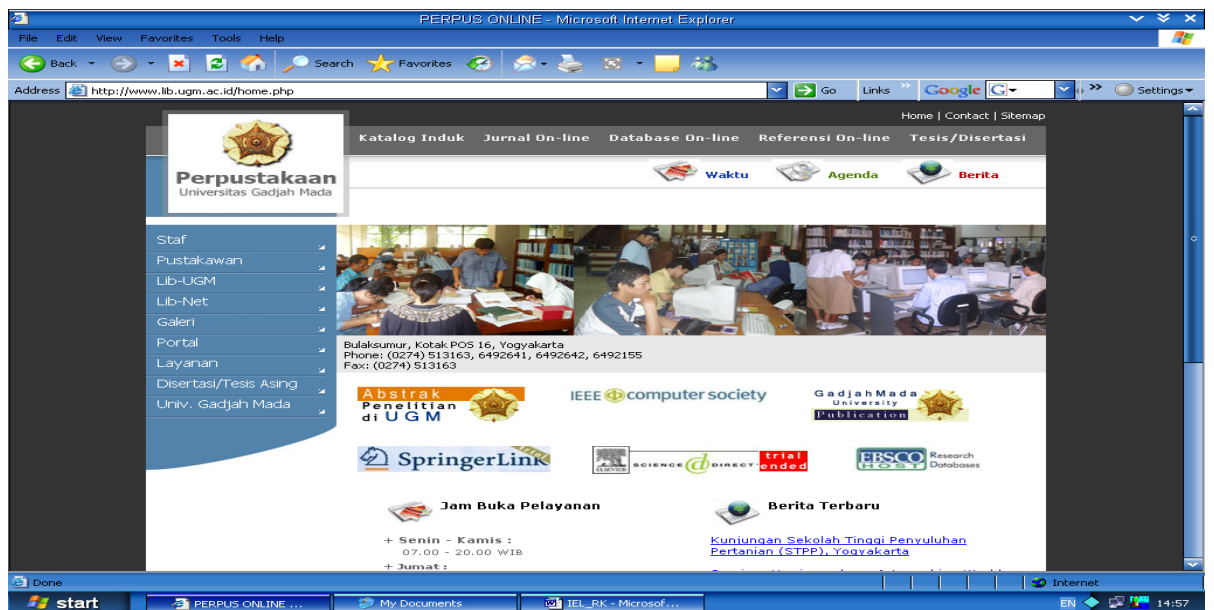 PERPUS ONLINE - Microsoft Internet Explorer
File Edit View Favorites Tools Help
Back Search Favorites
Address http://www.lib.ugm.ac.id/home.php Go Links Google G Settings
Home | Contact | Sitemap
Katalog Induk Jurnal On-line Database On-line Referensi On-line Tesis/Disertasi
Perpustakaan
Universitas Gadjah Mada
Waktu Agenda Berita
Staf
Pustakawan
Lib-UGM
Lib-Net
Galeri
Portal
Layanan
Disertasi/Tesis Asing
Univ. Gadjah Mada
Bulaksumur, Kotak POS 16, Yogyakarta
Phone: (0274) 513163, 6492641, 6492642, 6492155
Fax: (0274) 513163
Abstrak
Penelitian
di UGM
IEEE computer society
Gadjah Mada
University
Publication
SpringerLink
ELSEVIER
SCIENCE d DIRECT
trial
ended
EBSCO
HOST
Research
Databases
Jam Buka Pelayanan
+ Senin - Kamis :
07.00 - 20.00 WIB
+ Jumat :
Berita Terbaru
Kunjungan Sekolah Tinggi Penyuluhan
Pertanian (STPP), Yogyakarta
Done Internet
start PERPUS ONLINE ... My Documents IEL_RK - Microsof... EN 14:57